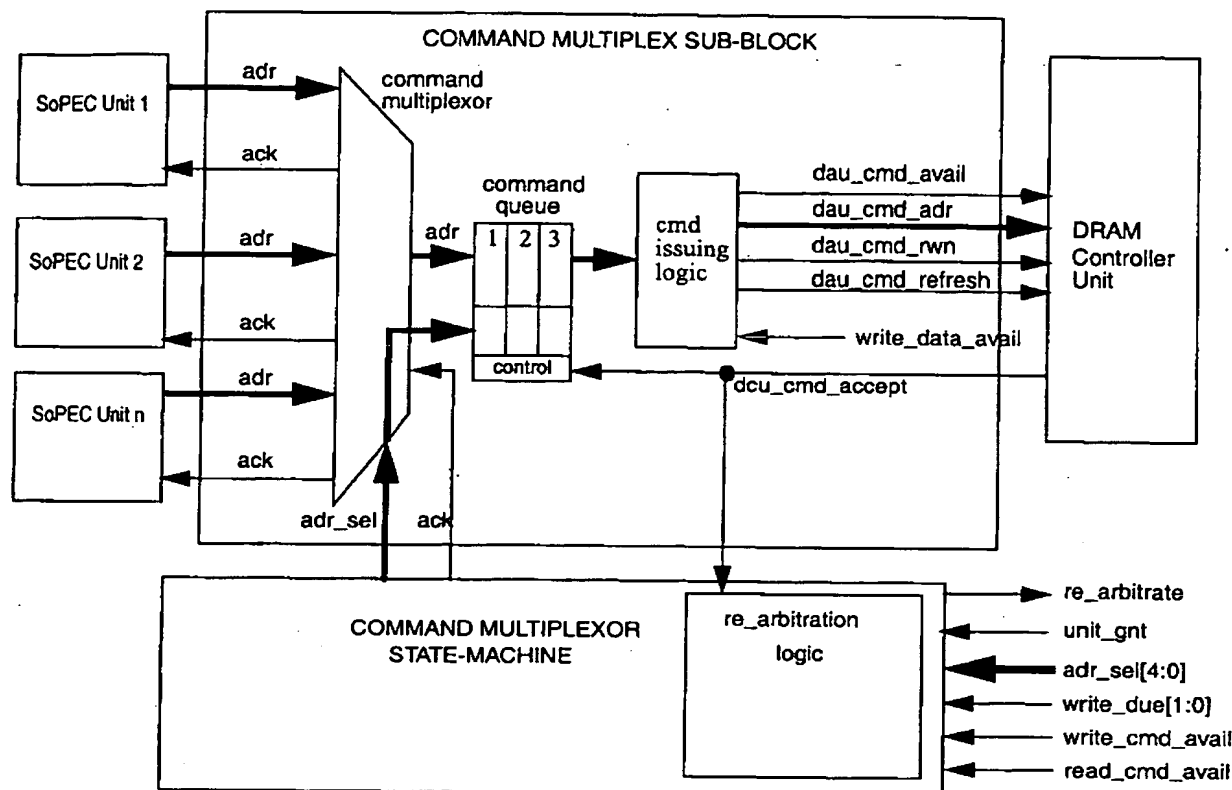 COMMAND MULTIPLEX SUB-BLOCK
SoPEC Unit 1
adr
ack
command
multiplexor
SoPEC Unit 2
adr
ack
SoPEC Unit n
adr
ack
adr
command
queue
1 2 3
control
cmd
issuing
logic
dau_cmd_avail
dau_cmd_adr
dau_cmd_rwn
dau_cmd_refresh
write_data_avail
dcu_cmd_accept
DRAM
Controller
Unit
adr_sel
ack
COMMAND MULTIPLEXOR
STATE-MACHINE
re_arbitration
logic
re_arbitrate
unit_gnt
adr_sel[4:0]
write_due[1:0]
write_cmd_avail
read_cmd_avail